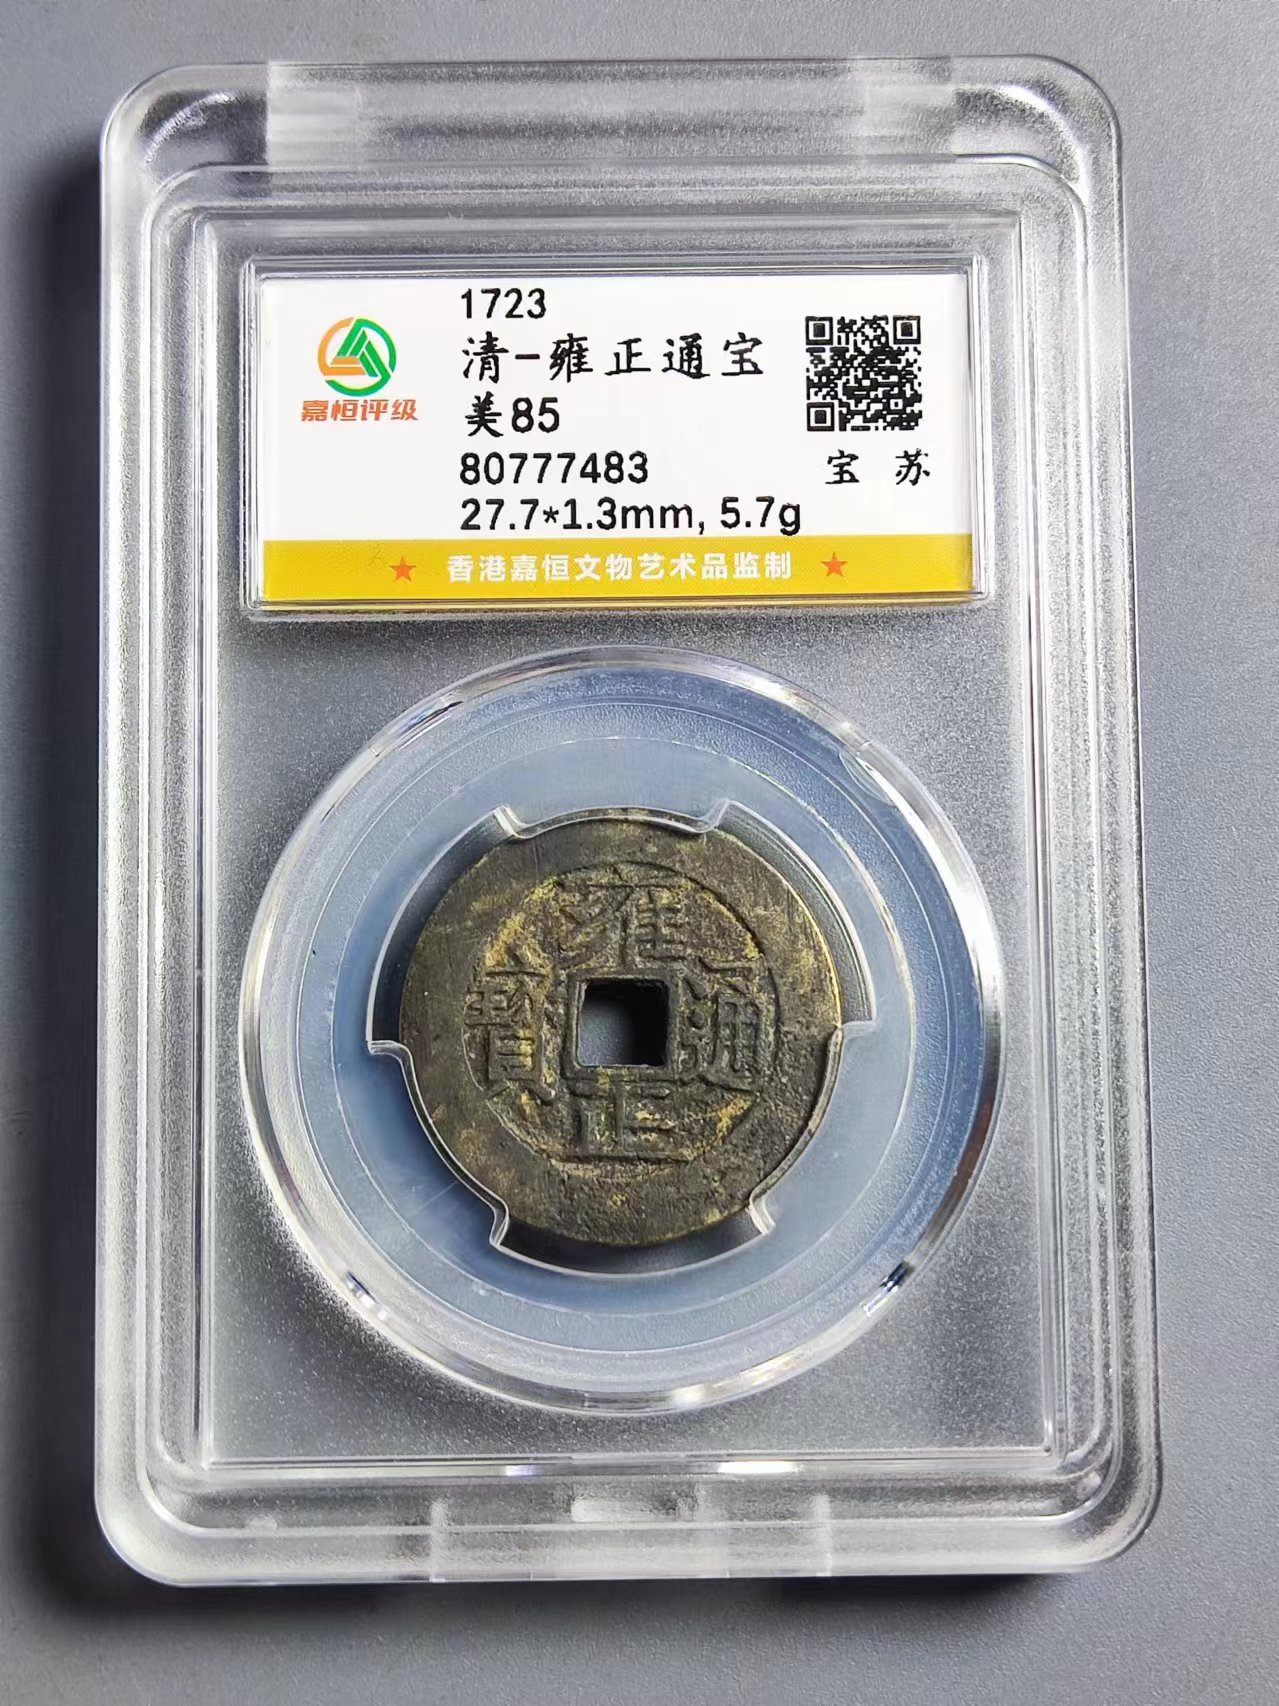 1723
清-雍正通宝
美85
80777483
27.7*1.3mm, 5.7g
嘉恒评级
宝 苏
香港嘉恒文物艺术品监制
雍正通寶